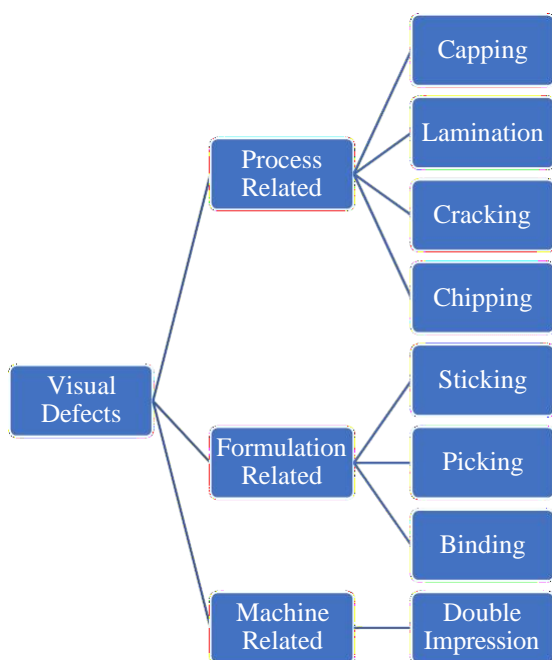 Capping
Lamination
Process
Related
Cracking
Chipping
Visual
Defects
Sticking
Formulation
Related
Picking
Binding
Machine
Related
Double
Impression